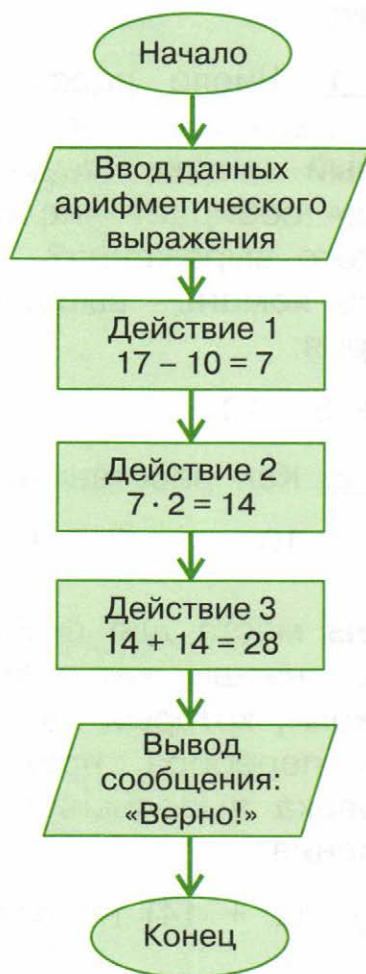 Начало
Ввод данных
арифметического
выражения
Действие 1
17 – 10 = 7
Действие 2
7 · 2 = 14
Действие 3
14 + 14 = 28
Вывод
сообщения:
«Верно!»
Конец